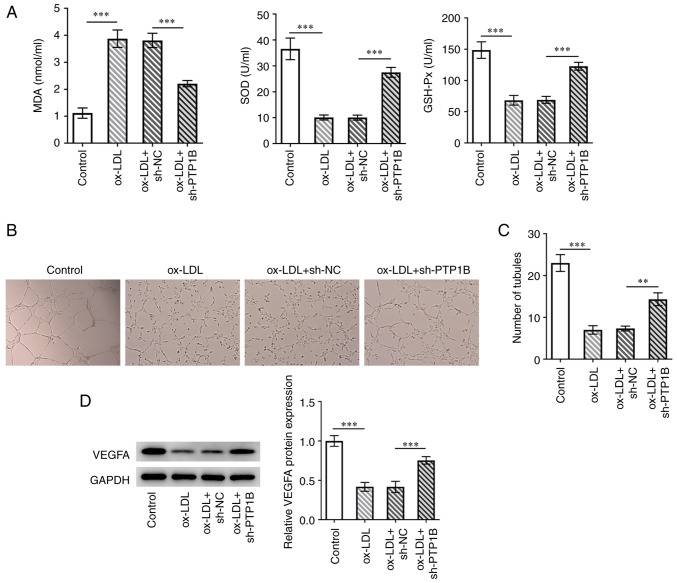 A
MDA (nmol/ml)
5
4
3
2
1
0
***
***
Control
ox-LDL
ox-LDL+
sh-NC
ox-LDL+
sh-PTP1B
SOD (U/ml)
50
40
30
20
10
0
***
***
Control
ox-LDL
ox-LDL+
sh-NC
ox-LDL+
sh-PTP1B
GSH-Px (U/ml)
200
150
100
50
0
***
***
Control
ox-LDL
ox-LDL+
sh-NC
ox-LDL+
sh-PTP1B
B
Control
ox-LDL
ox-LDL+sh-NC
ox-LDL+sh-PTP1B
C
Number of tubules
30
20
10
0
***
**
Control
ox-LDL
ox-LDL+
sh-NC
ox-LDL+
sh-PTP1B
D
VEGFA
GAPDH
Control
ox-LDL
ox-LDL+
sh-NC
ox-LDL+
sh-PTP1B
Relative VEGFA protein expression
1.5
1.0
0.5
0.0
***
***
Control
ox-LDL
ox-LDL+
sh-NC
ox-LDL+
sh-PTP1B